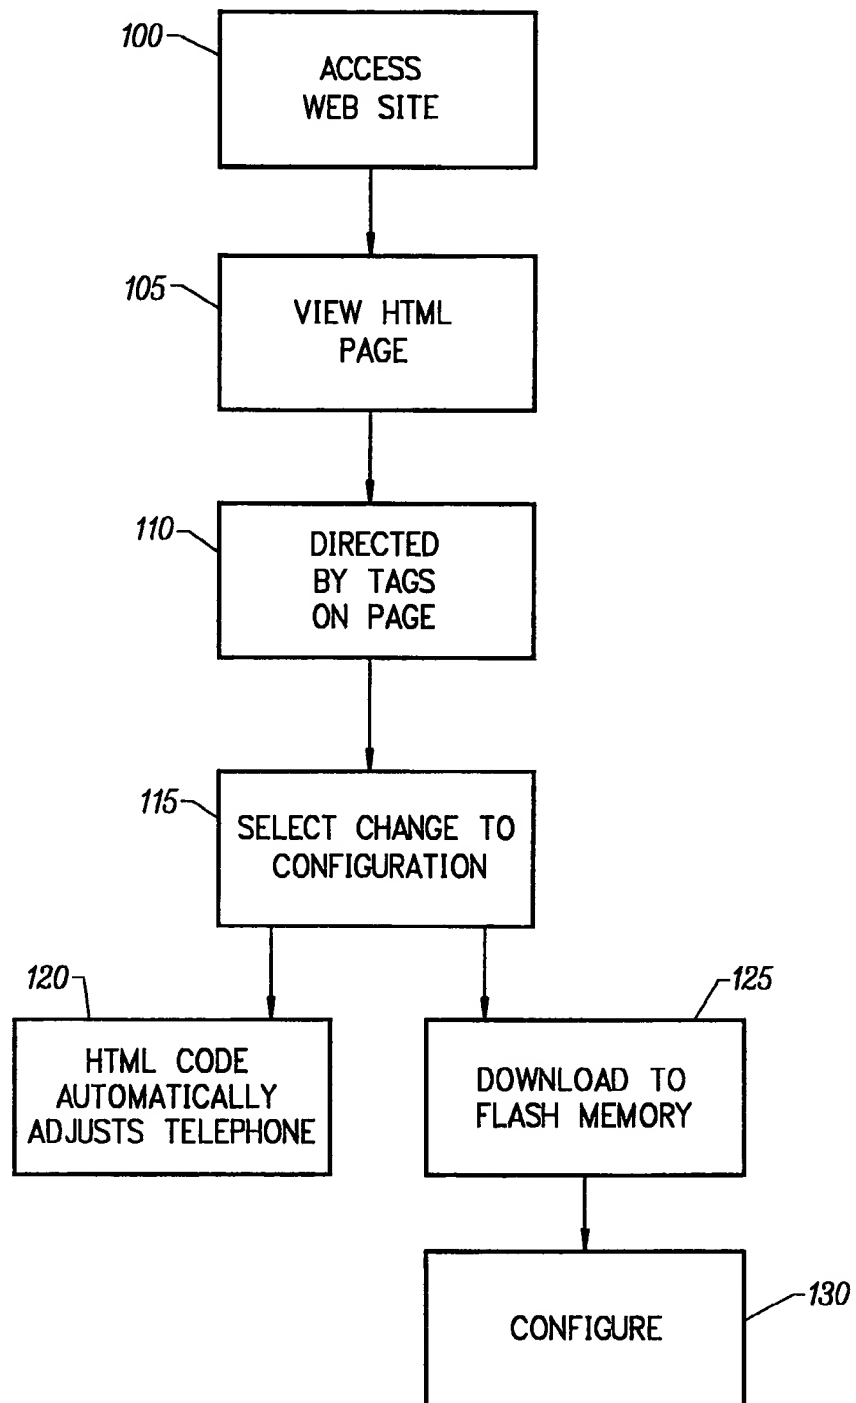 100
ACCESS
WEB SITE
105
VIEW HTML
PAGE
110
DIRECTED
BY TAGS
ON PAGE
115
SELECT CHANGE TO
CONFIGURATION
120
HTML CODE
AUTOMATICALLY
ADJUSTS TELEPHONE
125
DOWNLOAD TO
FLASH MEMORY
130
CONFIGURE